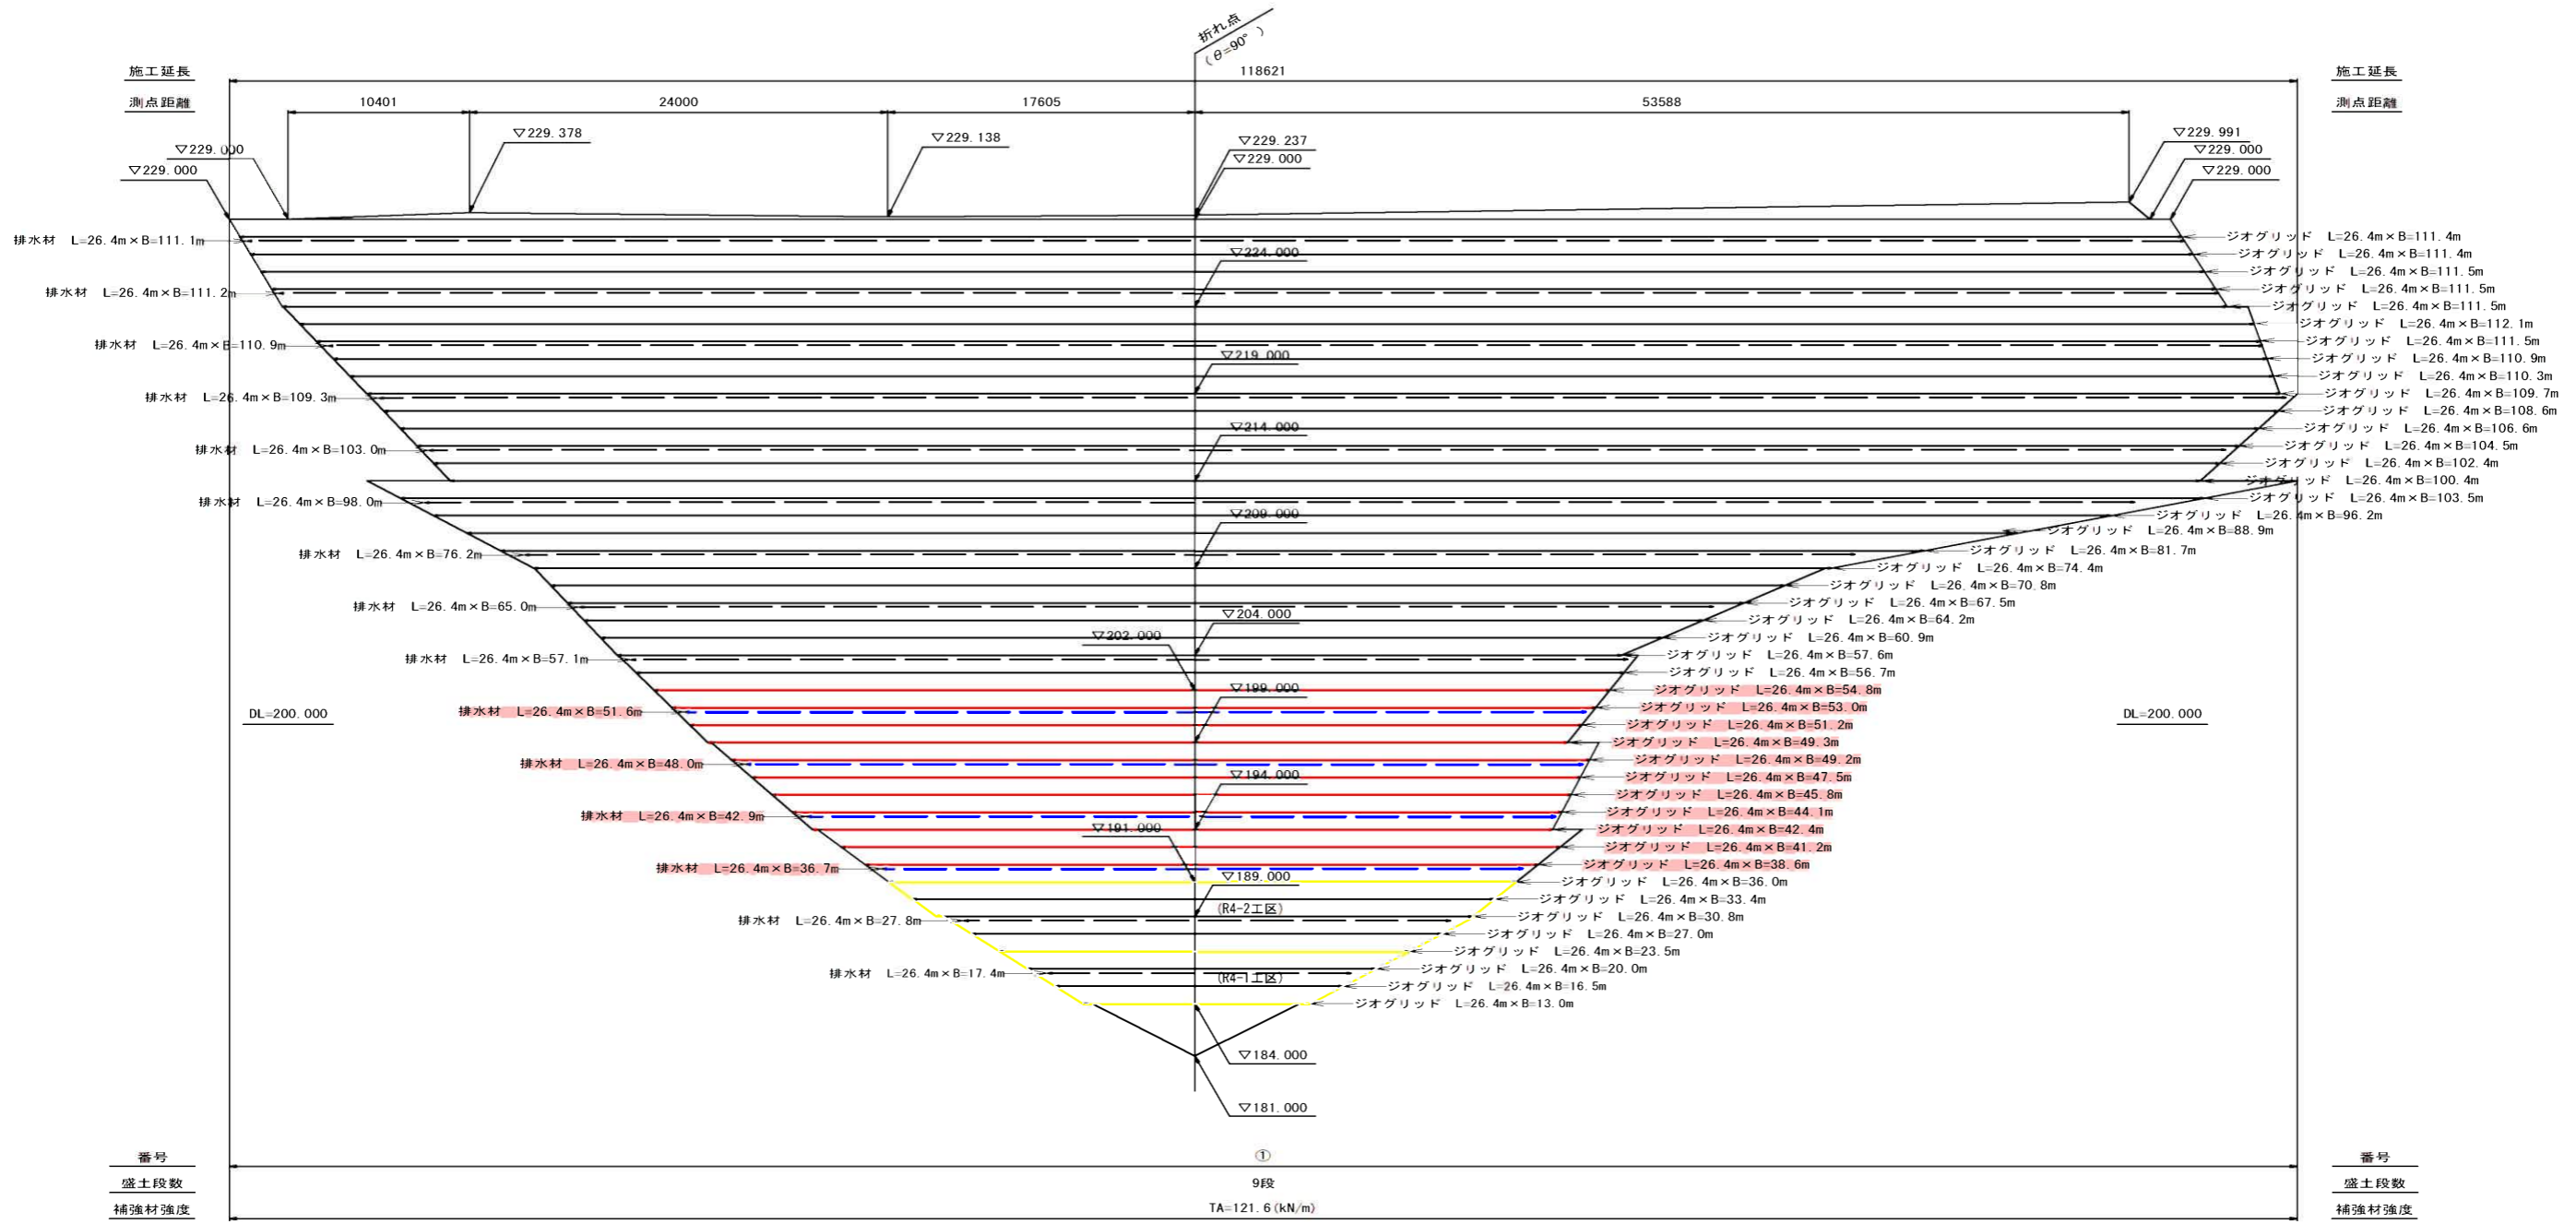 折れ点
(θ=90°)
施工延長
118621
施工延長
測点距離
10401
24000
17605
53588
測点距離
▽229.378
▽229.138
▽229.237
▽229.991
▽229.000
▽229.000
▽229.000
▽229.000
▽229.000
排水材 L=26.4m×B=111.1m
ジオグリッド L=26.4m×B=111.4m
▽224.000
ジオグリッド L=26.4m×B=111.4m
ジオグリッド L=26.4m×B=111.5m
排水材 L=26.4m×B=111.2m
ジオグリッド L=26.4m×B=111.5m
ジオグリッド L=26.4m×B=111.5m
ジオグリッド L=26.4m×B=112.1m
排水材 L=26.4m×B=110.9m
ジオグリッド L=26.4m×B=111.5m
▽219.000
ジオグリッド L=26.4m×B=110.9m
ジオグリッド L=26.4m×B=110.3m
排水材 L=26.4m×B=109.3m
ジオグリッド L=26.4m×B=109.7m
ジオグリッド L=26.4m×B=108.6m
▽214.000
ジオグリッド L=26.4m×B=106.6m
排水材 L=26.4m×B=103.0m
ジオグリッド L=26.4m×B=104.5m
ジオグリッド L=26.4m×B=102.4m
ジオグリッド L=26.4m×B=100.4m
排水材 L=26.4m×B=98.0m
ジオグリッド L=26.4m×B=103.5m
▽209.000
ジオグリッド L=26.4m×B=96.2m
ジオグリッド L=26.4m×B=88.9m
排水材 L=26.4m×B=76.2m
ジオグリッド L=26.4m×B=81.7m
ジオグリッド L=26.4m×B=74.4m
ジオグリッド L=26.4m×B=70.8m
排水材 L=26.4m×B=65.0m
ジオグリッド L=26.4m×B=67.5m
▽204.000
ジオグリッド L=26.4m×B=64.2m
▽202.000
ジオグリッド L=26.4m×B=60.9m
排水材 L=26.4m×B=57.1m
ジオグリッド L=26.4m×B=57.6m
ジオグリッド L=26.4m×B=56.7m
▽199.000
ジオグリッド L=26.4m×B=54.8m
DL=200.000
排水材 L=26.4m×B=51.6m
ジオグリッド L=26.4m×B=53.0m
DL=200.000
ジオグリッド L=26.4m×B=51.2m
ジオグリッド L=26.4m×B=49.3m
排水材 L=26.4m×B=48.0m
ジオグリッド L=26.4m×B=49.2m
▽194.000
ジオグリッド L=26.4m×B=47.5m
ジオグリッド L=26.4m×B=45.8m
排水材 L=26.4m×B=42.9m
ジオグリッド L=26.4m×B=44.1m
▽191.000
ジオグリッド L=26.4m×B=42.4m
ジオグリッド L=26.4m×B=41.2m
排水材 L=26.4m×B=36.7m
ジオグリッド L=26.4m×B=38.6m
▽189.000
ジオグリッド L=26.4m×B=36.0m
ジオグリッド L=26.4m×B=33.4m
(R4-2工区)
排水材 L=26.4m×B=27.8m
ジオグリッド L=26.4m×B=30.8m
ジオグリッド L=26.4m×B=27.0m
ジオグリッド L=26.4m×B=23.5m
排水材 L=26.4m×B=17.4m
ジオグリッド L=26.4m×B=20.0m
(R4-1工区)
ジオグリッド L=26.4m×B=16.5m
ジオグリッド L=26.4m×B=13.0m
▽184.000
▽181.000
番号
①
番号
盛土段数
9段
盛土段数
補強材強度
TA=121.6(kN/m)
補強材強度